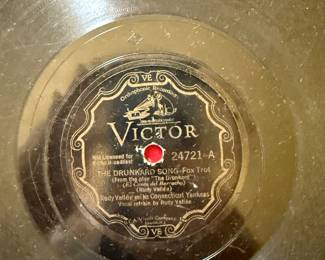 VE
Orthophonic Recording
VICTOR
Not Licensed for
Radio Broadcast
24721-A
THE DRUNKARD SONG-Fox Trot
(From the play "The Drunkard")
(Rudy Vallée)
Rudy Vallée and his Connecticut Yankees
Vocal refrain by Rudy Vallée
VE